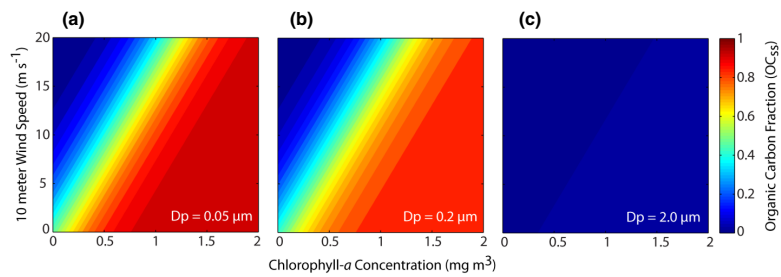 (a)
(b)
(c)
10 meter Wind Speed (m s-1)
20
15
10
5
0
Dp = 0.05 µm
Dp = 0.2 µm
Dp = 2.0 µm
0 0.5 1 1.5 2
0 0.5 1 1.5 2
0 0.5 1 1.5 2
Chlorophyll-a Concentration (mg m3)
1
0.8
0.6
0.4
0.2
0
Organic Carbon Fraction (OCss)